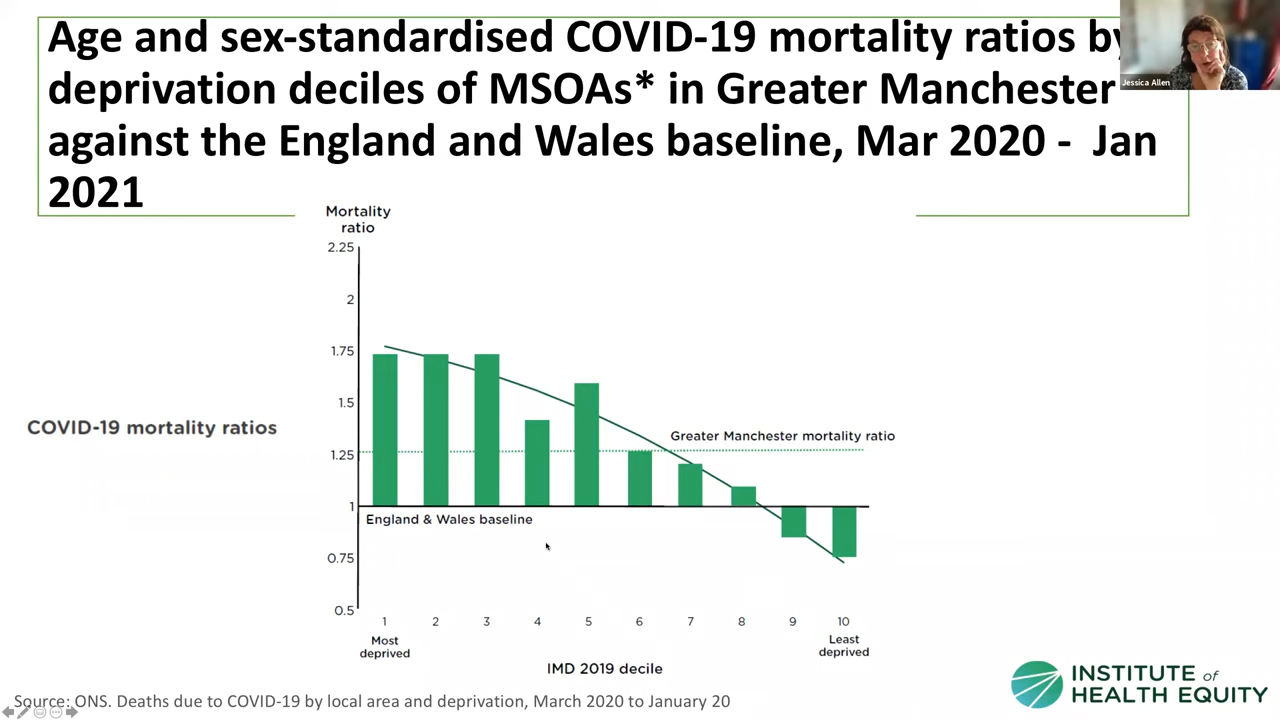 Age and sex-standardised COVID-19 mortality ratios by
deprivation deciles of MSOAs* in Greater Manchester
against the England and Wales baseline, Mar 2020 - Jan
2021
Jessica Allen
Mortality
ratio
2.25
2
1.75
1.5
1.25
1
0.75
0.5
COVID-19 mortality ratios
Greater Manchester mortality ratio
England & Wales baseline
1 2 3 4 5 6 7 8 9 10
Most
deprived
Least
deprived
IMD 2019 decile
Source: ONS. Deaths due to COVID-19 by local area and deprivation, March 2020 to January 20
INSTITUTE of
HEALTH EQUITY